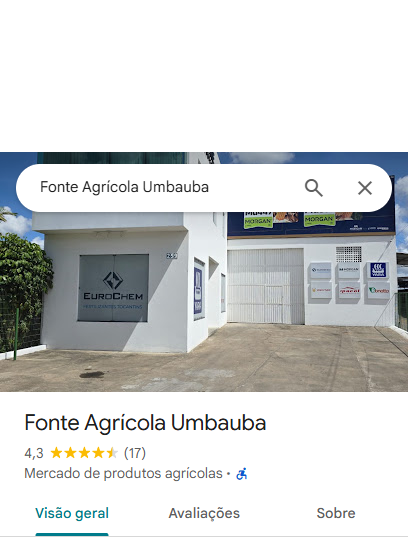 Fonte Agrícola Umbauba
MORGAN
MORGAN
EUROCHEM
YARA
Fonte Agrícola Umbauba
4,3 (17)
Mercado de produtos agrícolas ·
Visão geral
Avaliações
Sobre